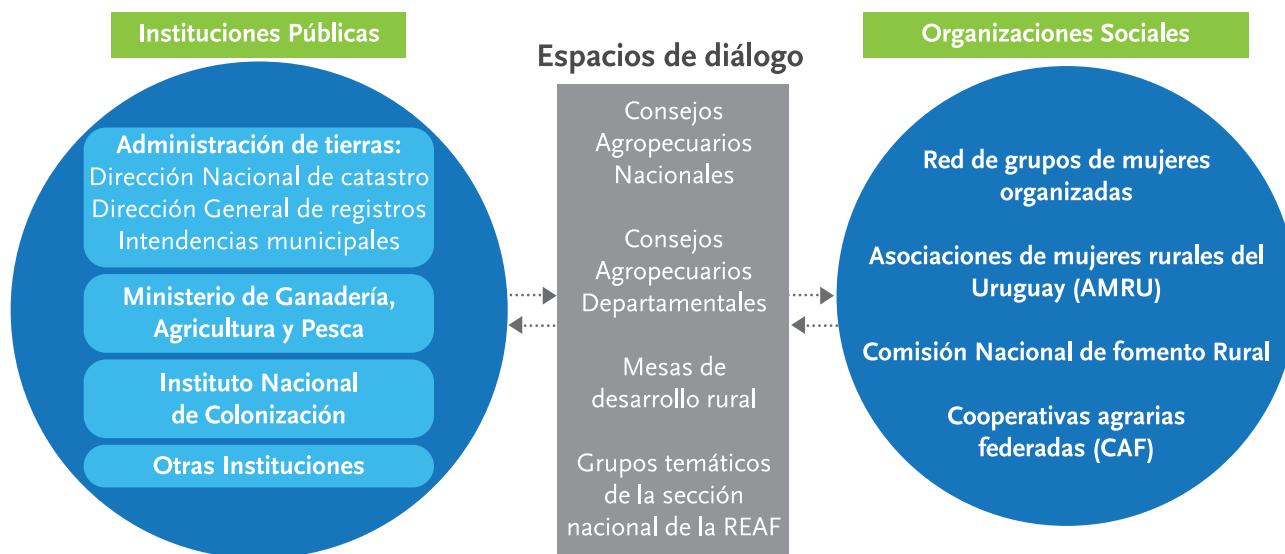 Instituciones Públicas
Administración de tierras:
Dirección Nacional de catastro
Dirección General de registros
Intendencias municipales
Ministerio de Ganadería,
Agricultura y Pesca
Instituto Nacional
de Colonización
Otras Instituciones
Espacios de diálogo
Consejos
Agropecuarios
Nacionales
Consejos
Agropecuarios
Departamentales
Mesas de
desarrollo rural
Grupos temáticos
de la sección
nacional de la REAF
Organizaciones Sociales
Red de grupos de mujeres
organizadas
Asociaciones de mujeres rurales del
Uruguay (AMRU)
Comisión Nacional de fomento Rural
Cooperativas agrarias
federadas (CAF)